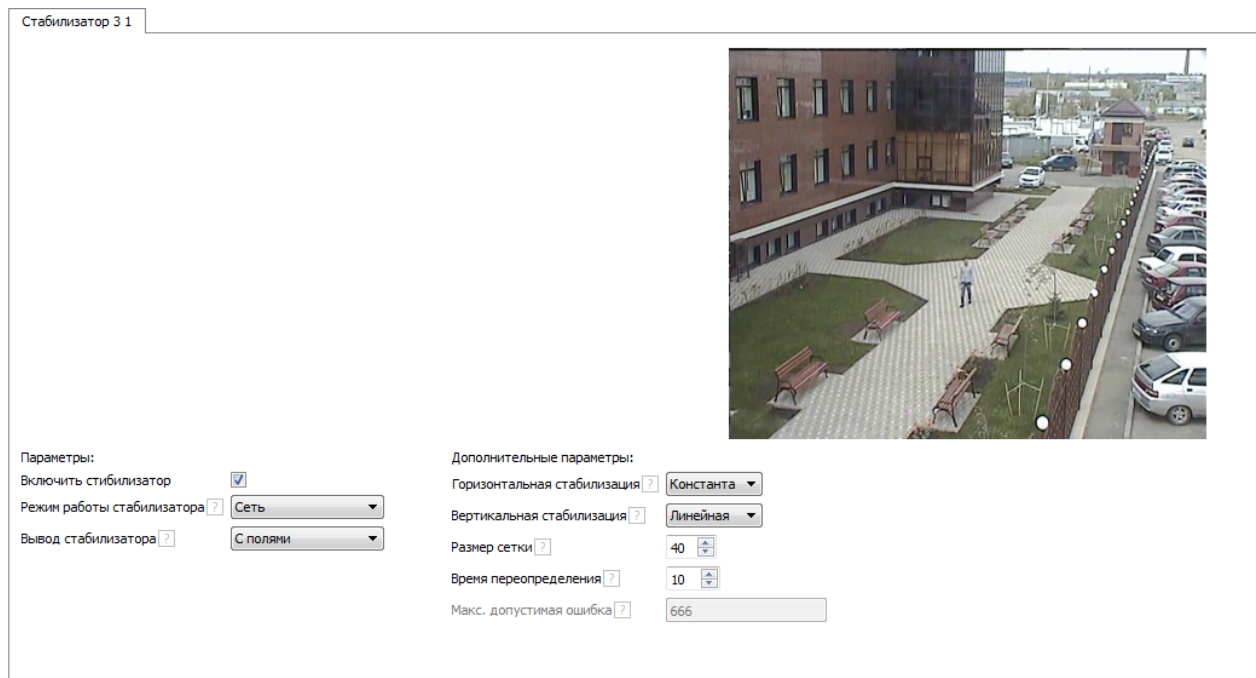 Стабилизатор 3 1
Параметры:
Включить стибилизатор
Режим работы стабилизатора ? Сеть
Вывод стабилизатора ? С полями
Дополнительные параметры:
Горизонтальная стабилизация ? Константа
Вертикальная стабилизация ? Линейная
Размер сетки ? 40
Время переопределения ? 10
Макс. допустимая ошибка ? 666